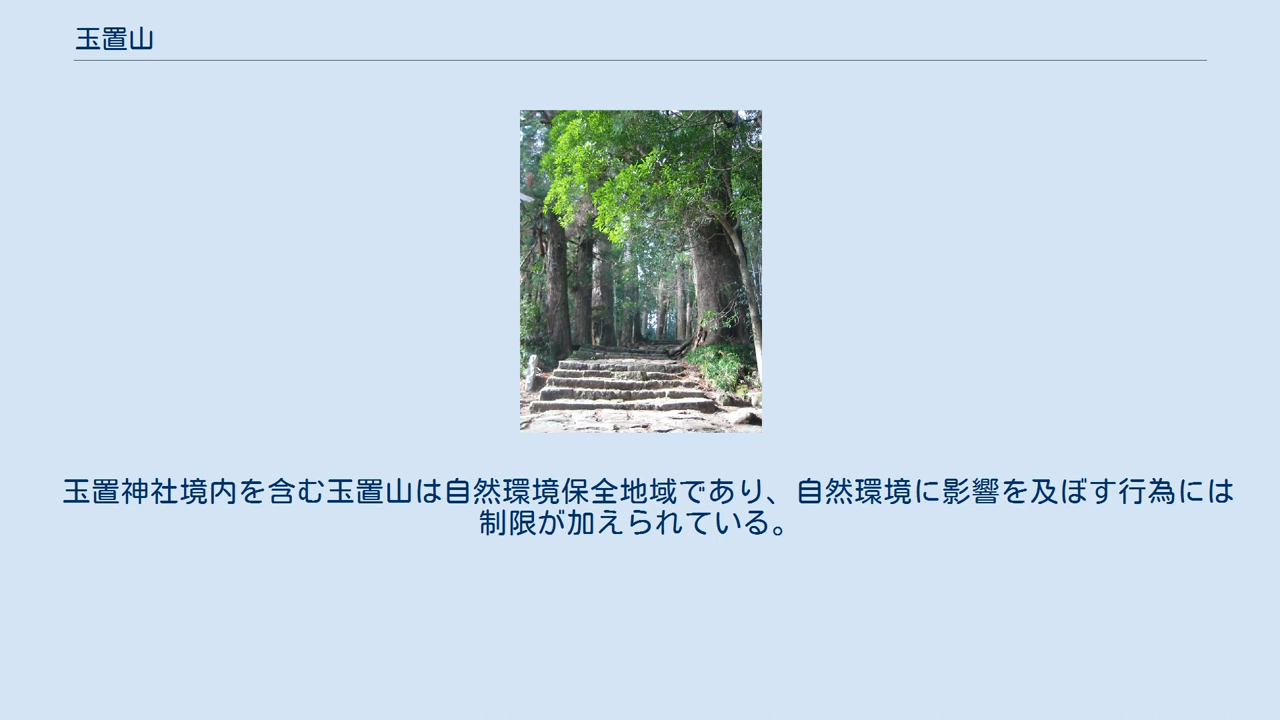 玉置山
玉置神社境内を含む玉置山は自然環境保全地域であり、自然環境に影響を及ぼす行為には
制限が加えられている。